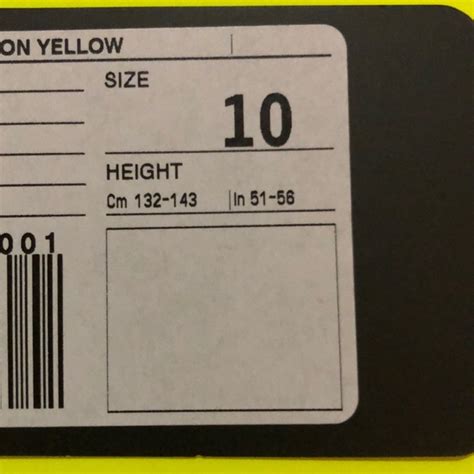 ON YELLOW
SIZE
10
HEIGHT
Cm 132-143 In 51-56
001